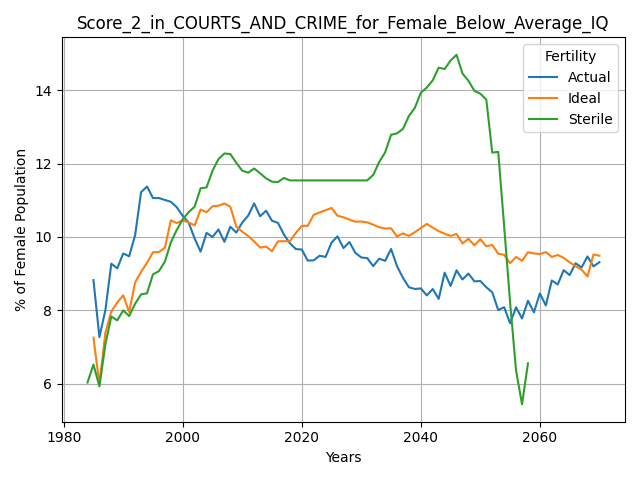 Score_2_in_COURTS_AND_CRIME_for_Female_Below_Average_IQ
Fertility
Actual
Ideal
Sterile
% of Female Population
14
12
10
8
6
1980
2000
2020
2040
2060
Years